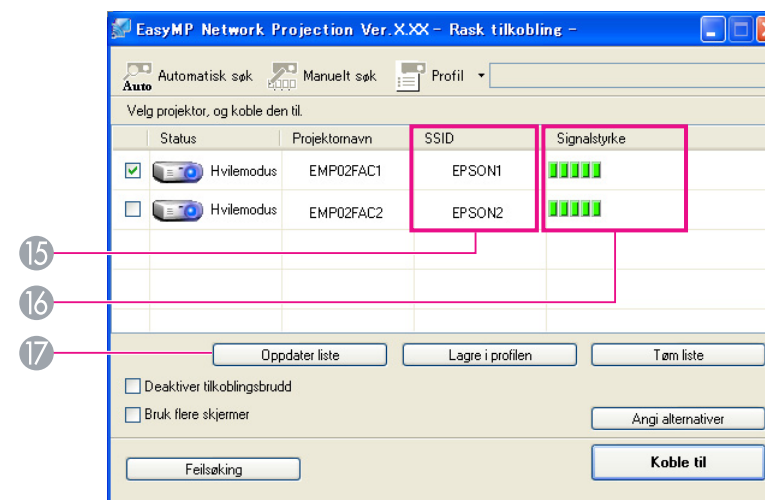 EasyMP Network Projection Ver.X.XX – Rask tilkobling –
Auto Automatisk søk Manuelt søk Profil
Velg projektor, og koble den til.
Status Projektornavn SSID Signalstyrke
Hvilemodus EMP02FAC1 EPSON1
Hvilemodus EMP02FAC2 EPSON2
15
16
17 Oppdater liste Lagre i profilen Tøm liste
Deaktiver tilkoblingsbrudd
Bruk flere skjermer Angi alternativer
Feilsøking Koble til